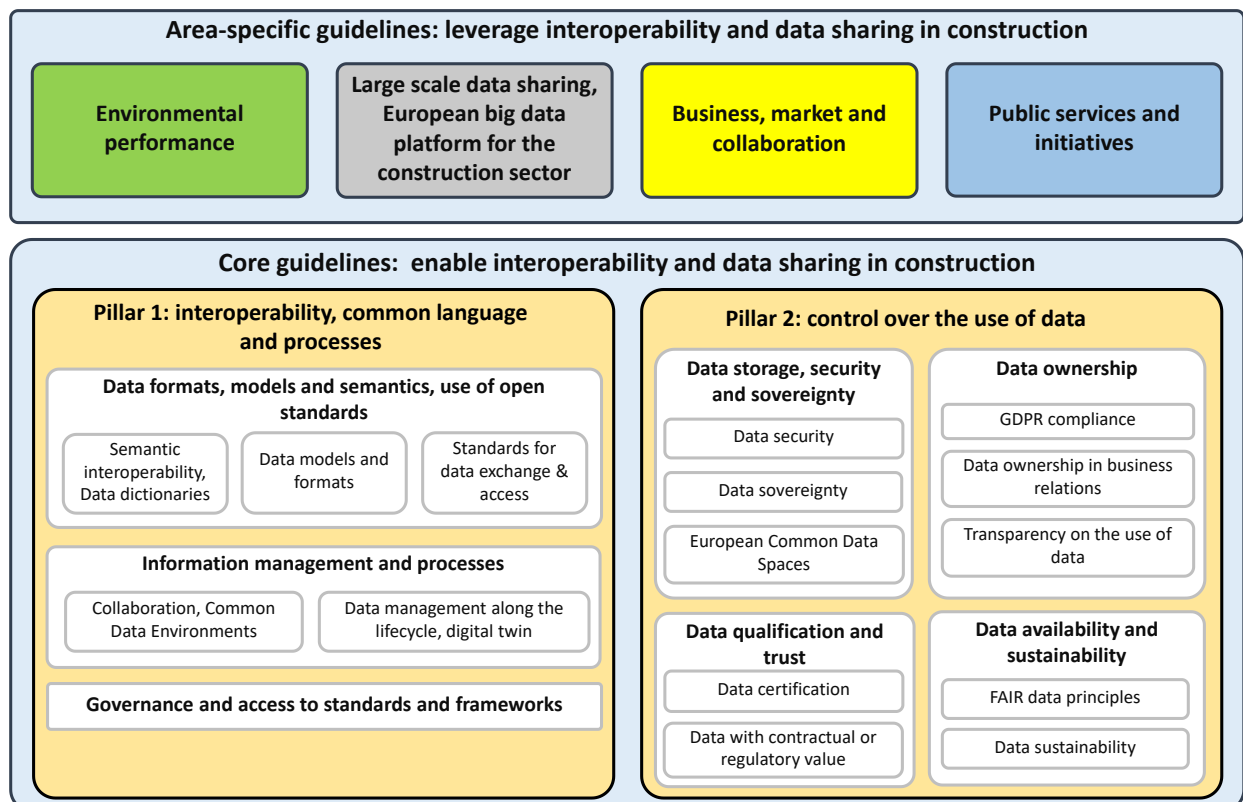 Area-specific guidelines: leverage interoperability and data sharing in construction
Environmental
performance
Large scale data sharing,
European big data
platform for the
construction sector
Business, market and
collaboration
Public services and
initiatives
Core guidelines: enable interoperability and data sharing in construction
Pillar 1: interoperability, common language
and processes
Data formats, models and semantics, use of open
standards
Semantic
interoperability,
Data dictionaries
Data models and
formats
Standards for
data exchange &
access
Information management and processes
Collaboration, Common
Data Environments
Data management along the
lifecycle, digital twin
Governance and access to standards and frameworks
Pillar 2: control over the use of data
Data storage, security
and sovereignty
Data security
Data sovereignty
European Common Data
Spaces
Data ownership
GDPR compliance
Data ownership in business
relations
Transparency on the use of
data
Data qualification and
trust
Data certification
Data with contractual or
regulatory value
Data availability and
sustainability
FAIR data principles
Data sustainability